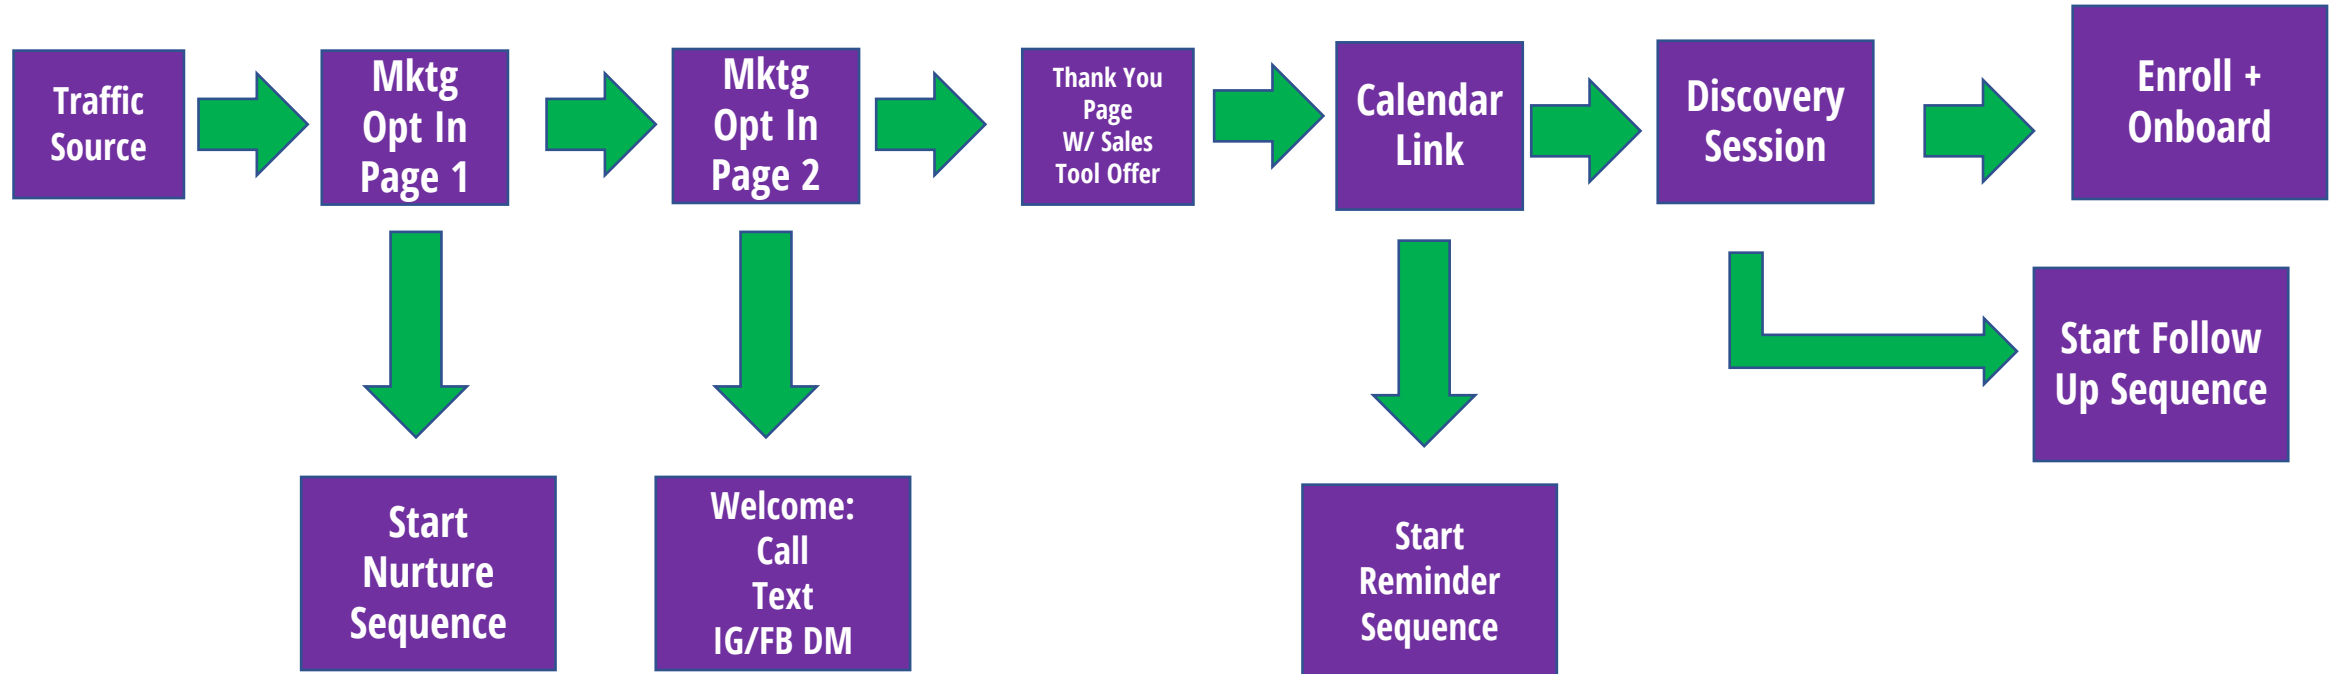 Traffic
Source
Mktg
Opt In
Page 1
Mktg
Opt In
Page 2
Thank You
Page
W/ Sales
Tool Offer
Calendar
Link
Discovery
Session
Enroll +
Onboard
Start Follow
Up Sequence
Start
Nurture
Sequence
Welcome:
Call
Text
IG/FB DM
Start
Reminder
Sequence